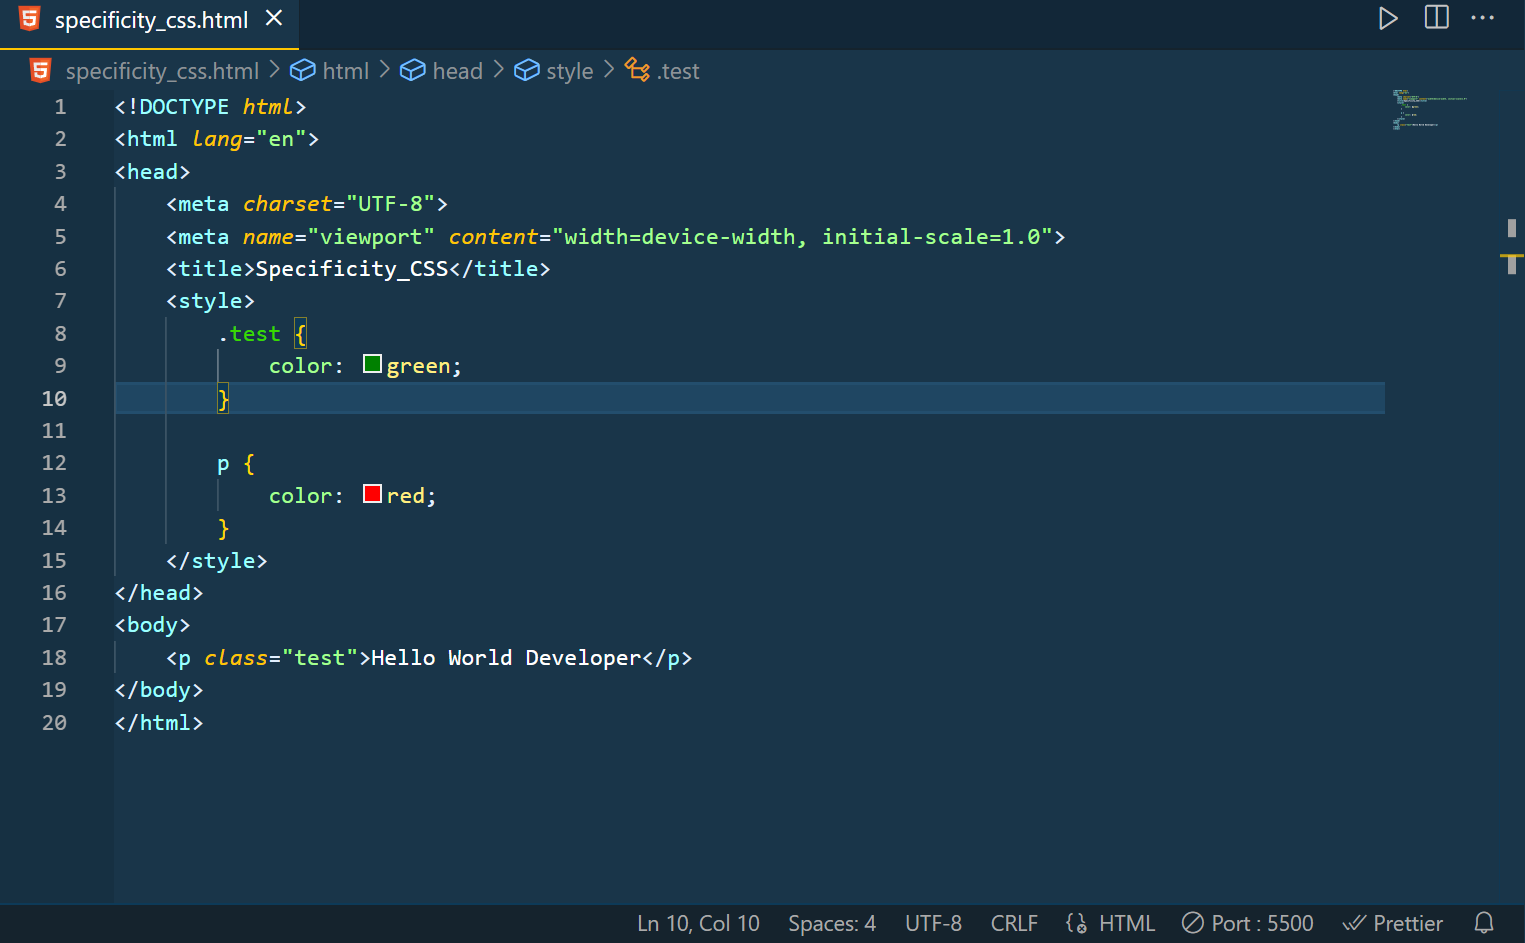 specificity_css.html
specificity_css.html > html > head > style > .test
1 <!DOCTYPE html>
2 <html lang="en">
3 <head>
4     <meta charset="UTF-8">
5     <meta name="viewport" content="width=device-width, initial-scale=1.0">
6     <title>Specificity_CSS</title>
7     <style>
8         .test {
9             color: green;
10         }
11
12         p {
13             color: red;
14         }
15     </style>
16 </head>
17 <body>
18     <p class="test">Hello World Developer</p>
19 </body>
20 </html>
Ln 10, Col 10 Spaces: 4 UTF-8 CRLF HTML Port : 5500 Prettier